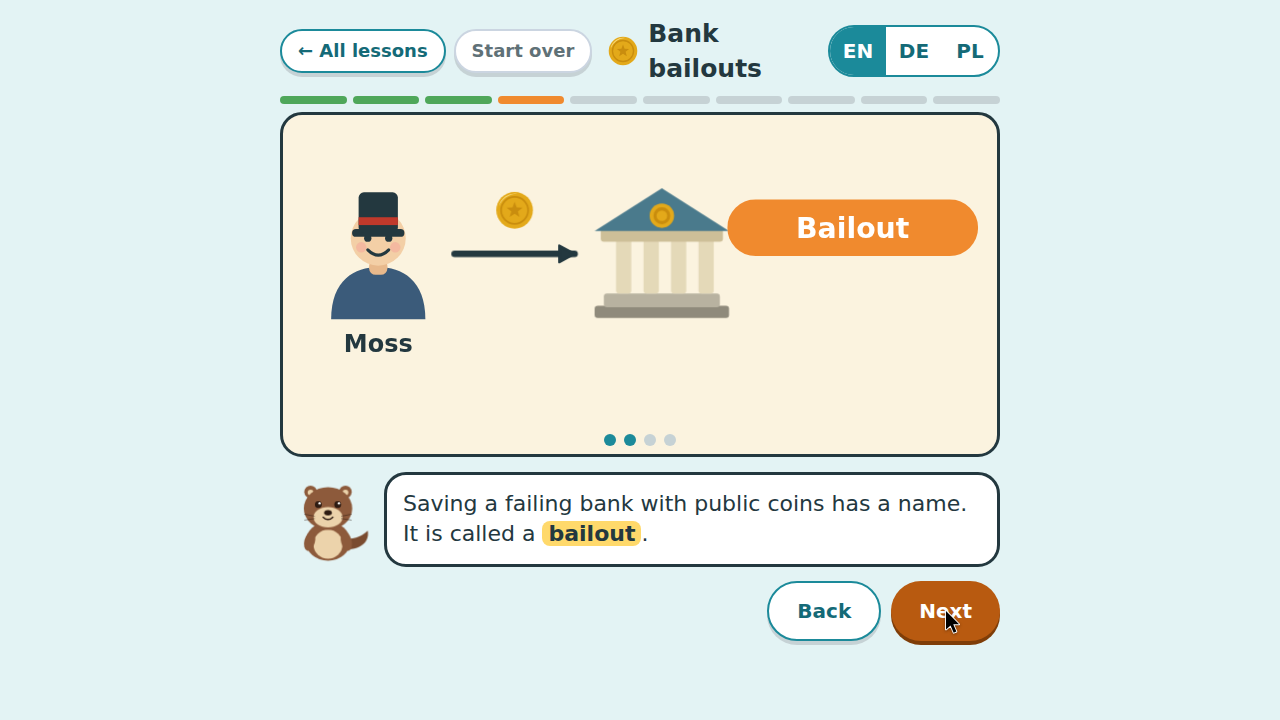 ← All lessons
Start over
Bank
bailouts
EN
DE
PL
Bailout
Moss
Saving a failing bank with public coins has a name.
It is called a bailout.
Back
Next